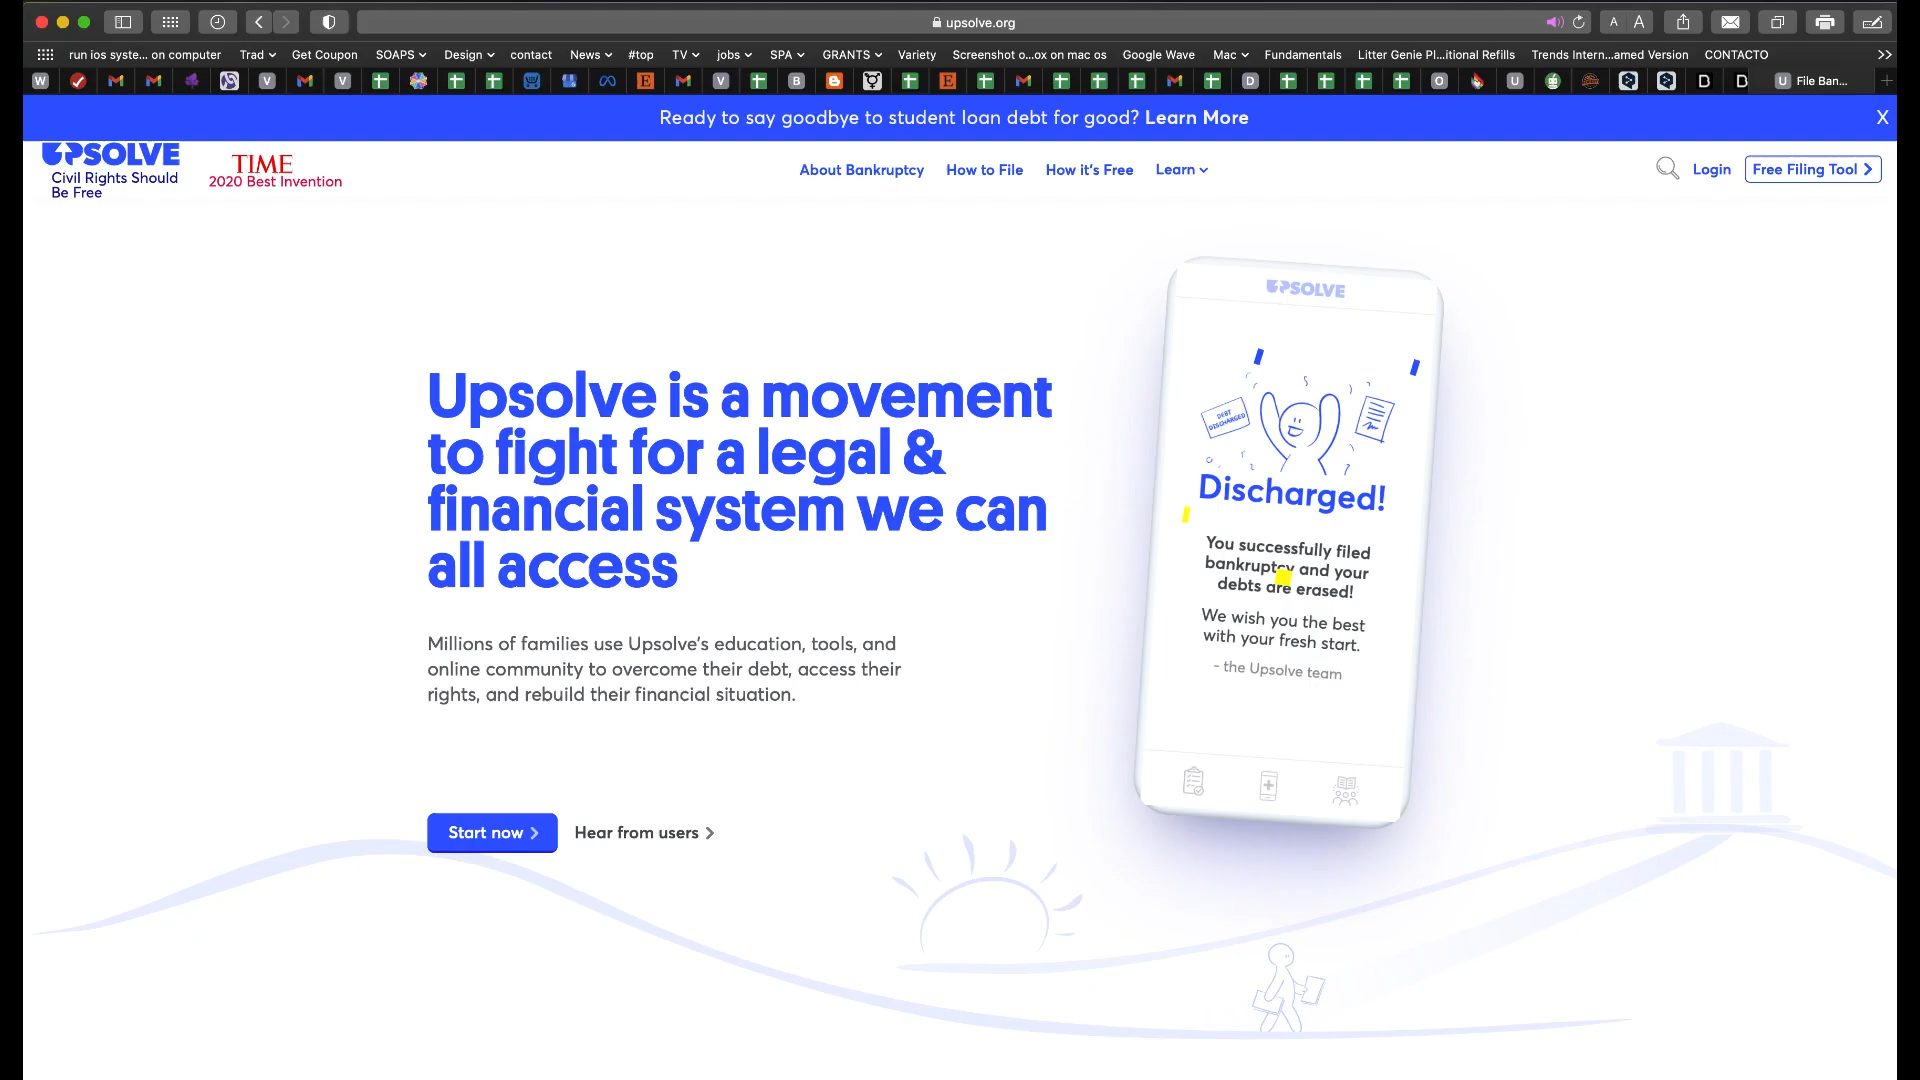 upsolve.org
A A
run ios syste... on computer Trad Get Coupon SOAPS Design contact News #top TV jobs SPA GRANTS Variety Screenshot o...ox on mac os Google Wave Mac Fundamentals Litter Genie Pl...itional Refills Trends Intern...amed Version CONTACTO
W V V V B D O U D D U File Ban...
Ready to say goodbye to student loan debt for good? Learn More X
UPSOLVE
Civil Rights Should
Be Free
TIME
2020 Best Invention
About Bankruptcy How to File How it's Free Learn
Login Free Filing Tool
UPSOLVE
DEBT
DISCHARGED
Discharged!
You successfully filed
bankruptcy and your
debts are erased!
We wish you the best
with your fresh start.
- the Upsolve team
Upsolve is a movement
to fight for a legal &
financial system we can
all access
Millions of families use Upsolve's education, tools, and
online community to overcome their debt, access their
rights, and rebuild their financial situation.
Start now Hear from users